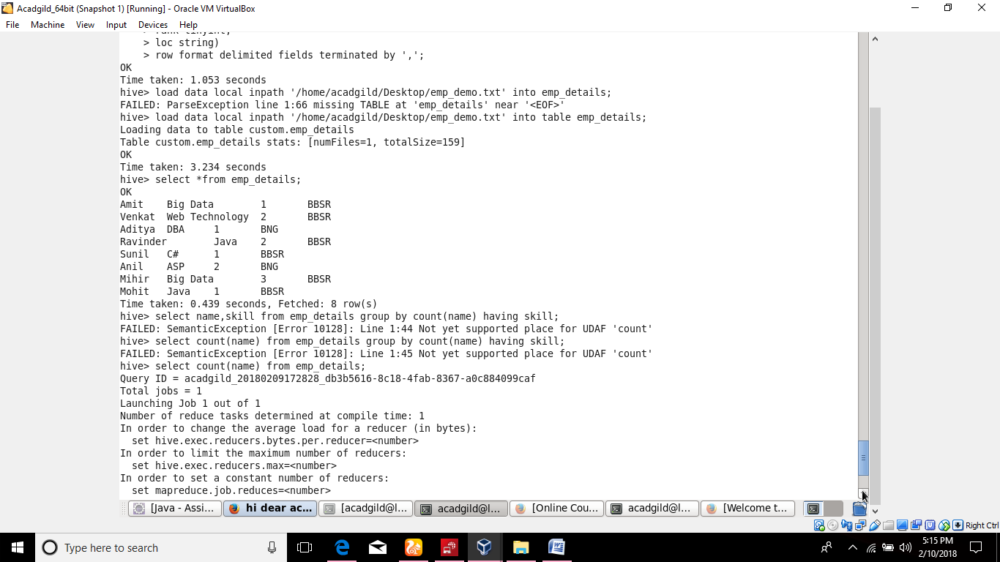 Acadgild_64bit (Snapshot 1) [Running] - Oracle VM VirtualBox
File Machine View Input Devices Help
> rank tinyint,
> loc string)
> row format delimited fields terminated by ',';
OK
Time taken: 1.053 seconds
hive> load data local inpath '/home/acadgild/Desktop/emp_demo.txt' into emp_details;
FAILED: ParseException line 1:66 missing TABLE at 'emp_details' near '<EOF>'
hive> load data local inpath '/home/acadgild/Desktop/emp_demo.txt' into table emp_details;
Loading data to table custom.emp_details
Table custom.emp_details stats: [numFiles=1, totalSize=159]
OK
Time taken: 3.234 seconds
hive> select *from emp_details;
OK
Amit Big Data 1 BBSR
Venkat Web Technology 2 BBSR
Aditya DBA 1 BNG
Ravinder Java 2 BBSR
Sunil C# 1 BBSR
Anil ASP 2 BNG
Mihir Big Data 3 BBSR
Mohit Java 1 BBSR
Time taken: 0.439 seconds, Fetched: 8 row(s)
hive> select name,skill from emp_details group by count(name) having skill;
FAILED: SemanticException [Error 10128]: Line 1:44 Not yet supported place for UDAF 'count'
hive> select count(name) from emp_details group by count(name) having skill;
FAILED: SemanticException [Error 10128]: Line 1:45 Not yet supported place for UDAF 'count'
hive> select count(name) from emp_details;
Query ID = acadgild_20180209172828_db3b5616-8c18-4fab-8367-a0c884099caf
Total jobs = 1
Launching Job 1 out of 1
Number of reduce tasks determined at compile time: 1
In order to change the average load for a reducer (in bytes):
set hive.exec.reducers.bytes.per.reducer=<number>
In order to limit the maximum number of reducers:
set hive.exec.reducers.max=<number>
In order to set a constant number of reducers:
set mapreduce.job.reduces=<number>
[Java - Assi... hi dear ac... [acadgild@l... acadgild@l... [Online Cou... acadgild@l... [Welcome t...
Right Ctrl
Type here to search
5:15 PM
2/10/2018